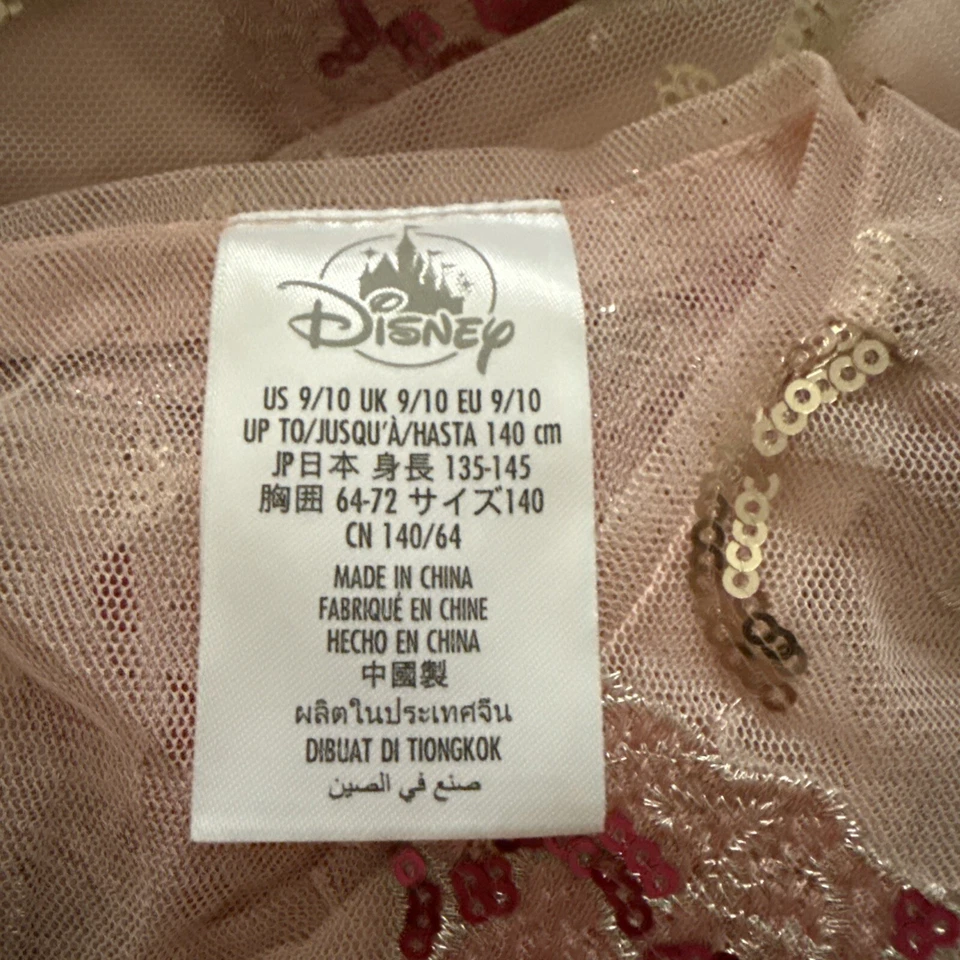 Disney
US 9/10 UK 9/10 EU 9/10
UP TO/JUSQU'À/HASTA 140 cm
JP日本 身長 135-145
胸囲 64-72 サイズ140
CN 140/64
MADE IN CHINA
FABRIQUÉ EN CHINE
HECHO EN CHINA
中國製
ผลิตในประเทศจีน
DIBUAT DI TIONGKOK
صنع في الصين